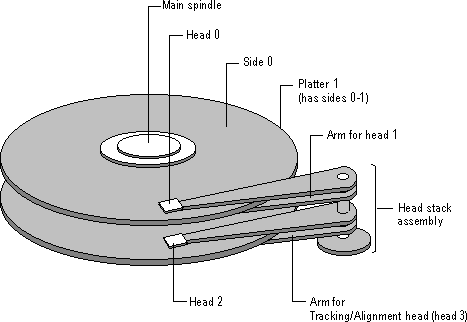 Main spindle
Head 0
Side 0
Platter 1
(has sides 0-1)
Arm for head 1
Head stack
assembly
Head 2
Arm for
Tracking/Alignment head (head 3)